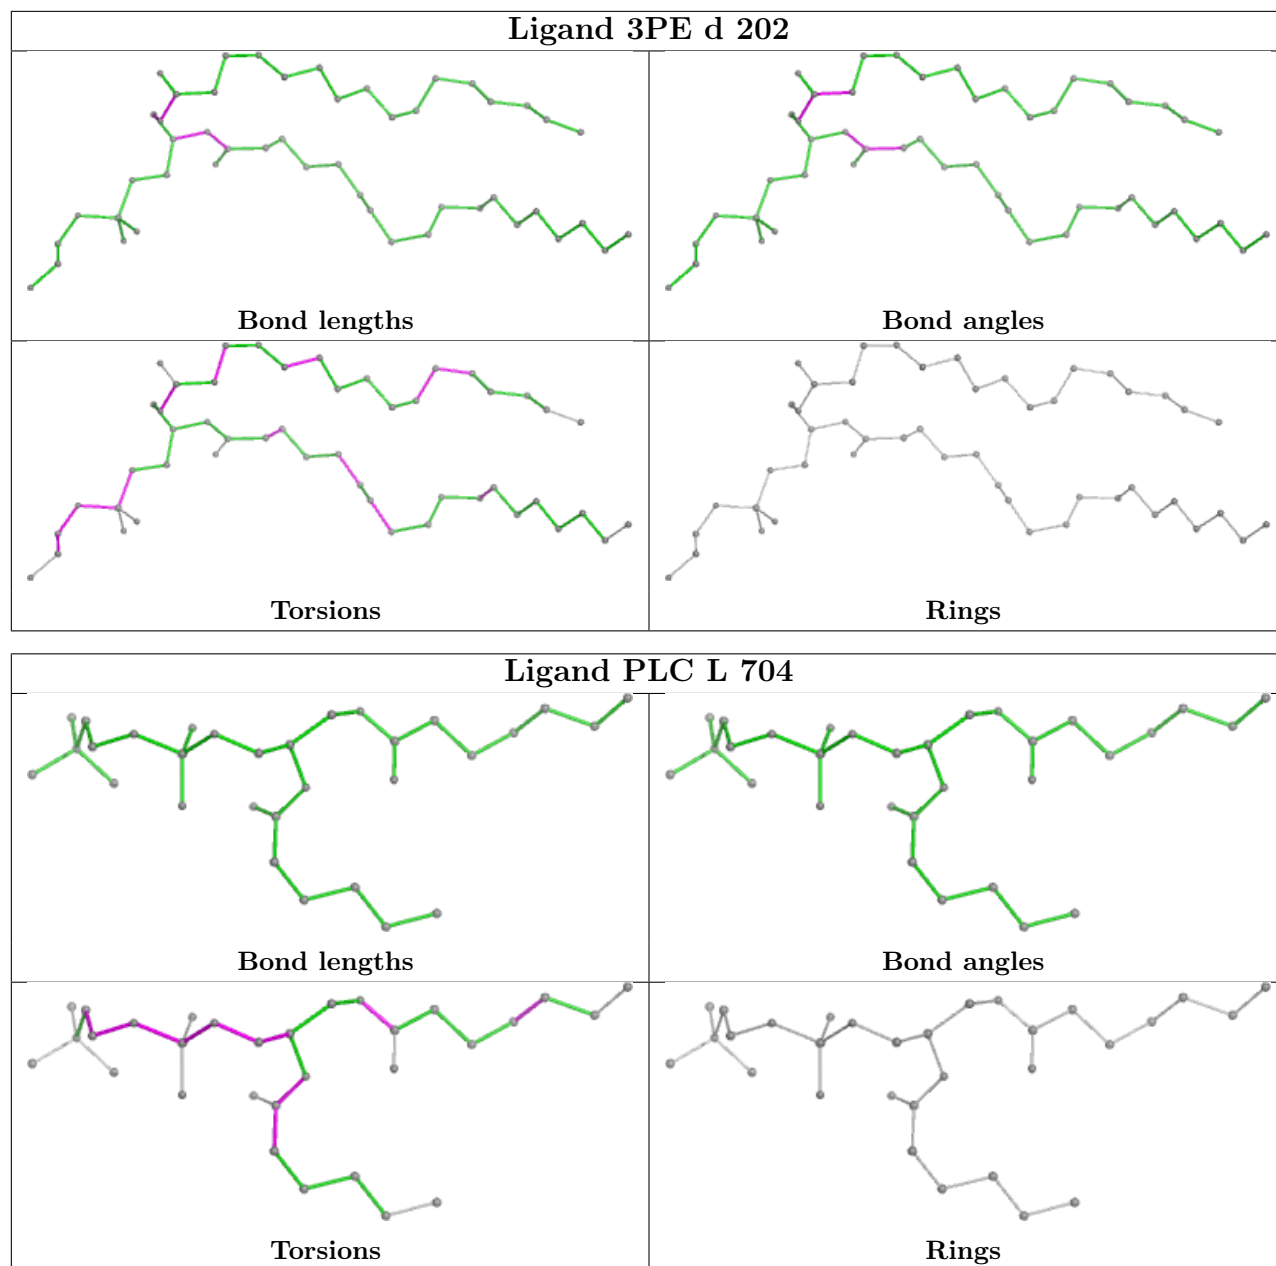 Ligand 3PE d 202
Bond lengths
Bond angles
Torsions
Rings
Ligand PLC L 704
Bond lengths
Bond angles
Torsions
Rings